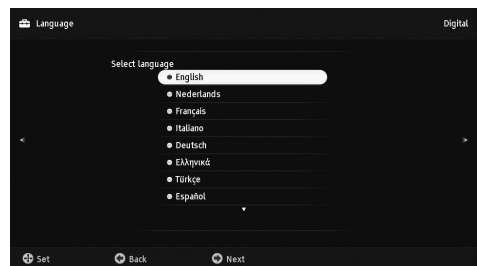 Language
Digital
Select language
English
Nederlands
Français
Italiano
Deutsch
Ελληνικά
Türkçe
Español
Set
Back
Next